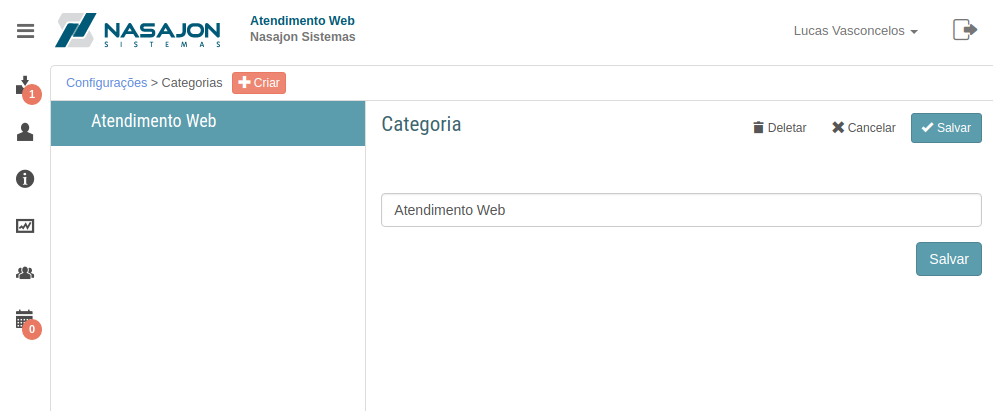 NASAJON
SISTEMAS
Atendimento Web
Nasajon Sistemas
Lucas Vasconcelos
1
0
Configurações > Categorias Criar
Atendimento Web
Categoria
Deletar Cancelar Salvar
Atendimento Web
Salvar